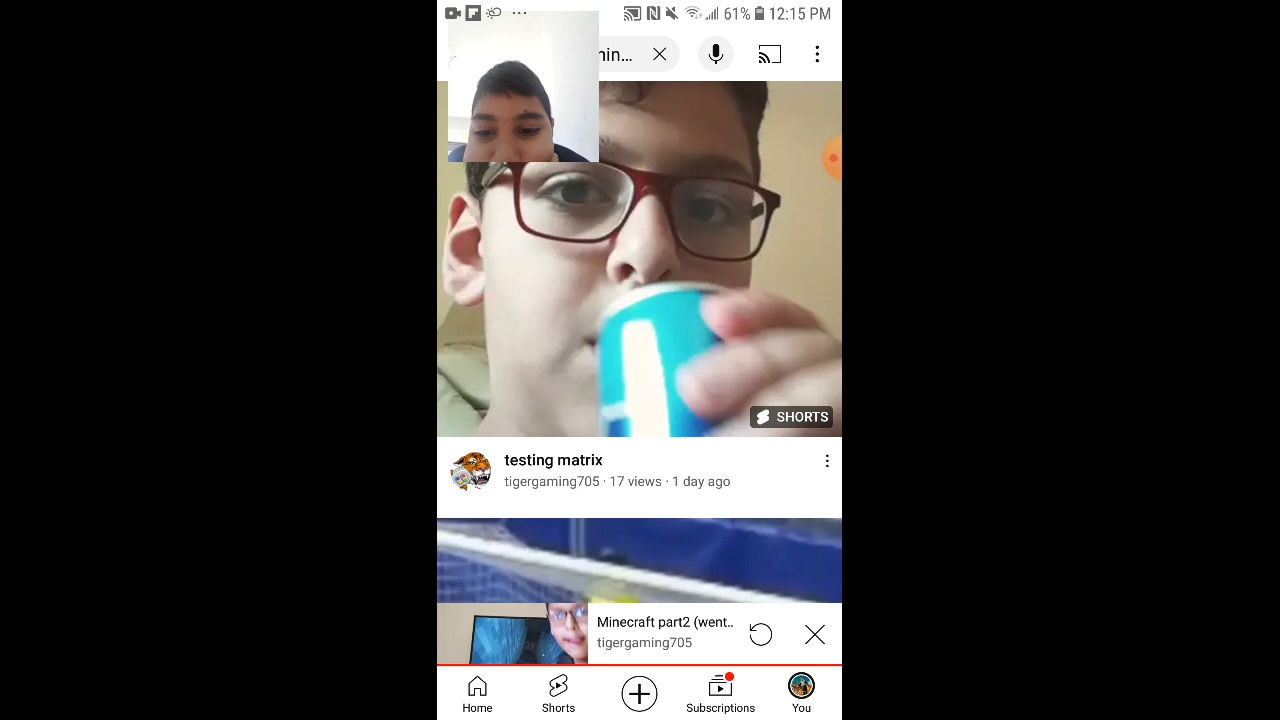 61% 12:15 PM
nin...
SHORTS
testing matrix
tigergaming705 · 17 views · 1 day ago
Minecraft part2 (went..
tigergaming705
Home
Shorts
Subscriptions
You